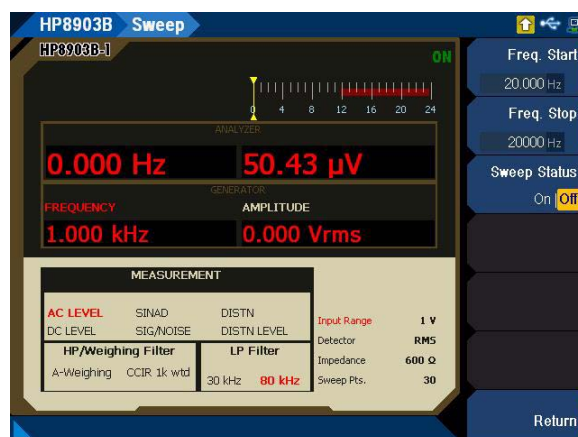 HP8903B Sweep
HP8903B-1
ON
0 4 8 12 16 20 24
ANALYZER
0.000 Hz 50.43 µV
GENERATOR
FREQUENCY AMPLITUDE
1.000 kHz 0.000 Vrms
MEASUREMENT
AC LEVEL SINAD DISTN
DC LEVEL SIG/NOISE DISTN LEVEL
HP/Weighing Filter LP Filter
A-Weighing CCIR 1k wtd 30 kHz 80 kHz
Input Range 1 V
Detector RMS
Impedance 600 Ω
Sweep Pts. 30
Freq. Start
20.000 Hz
Freq. Stop
20000 Hz
Sweep Status
On | Off
Return